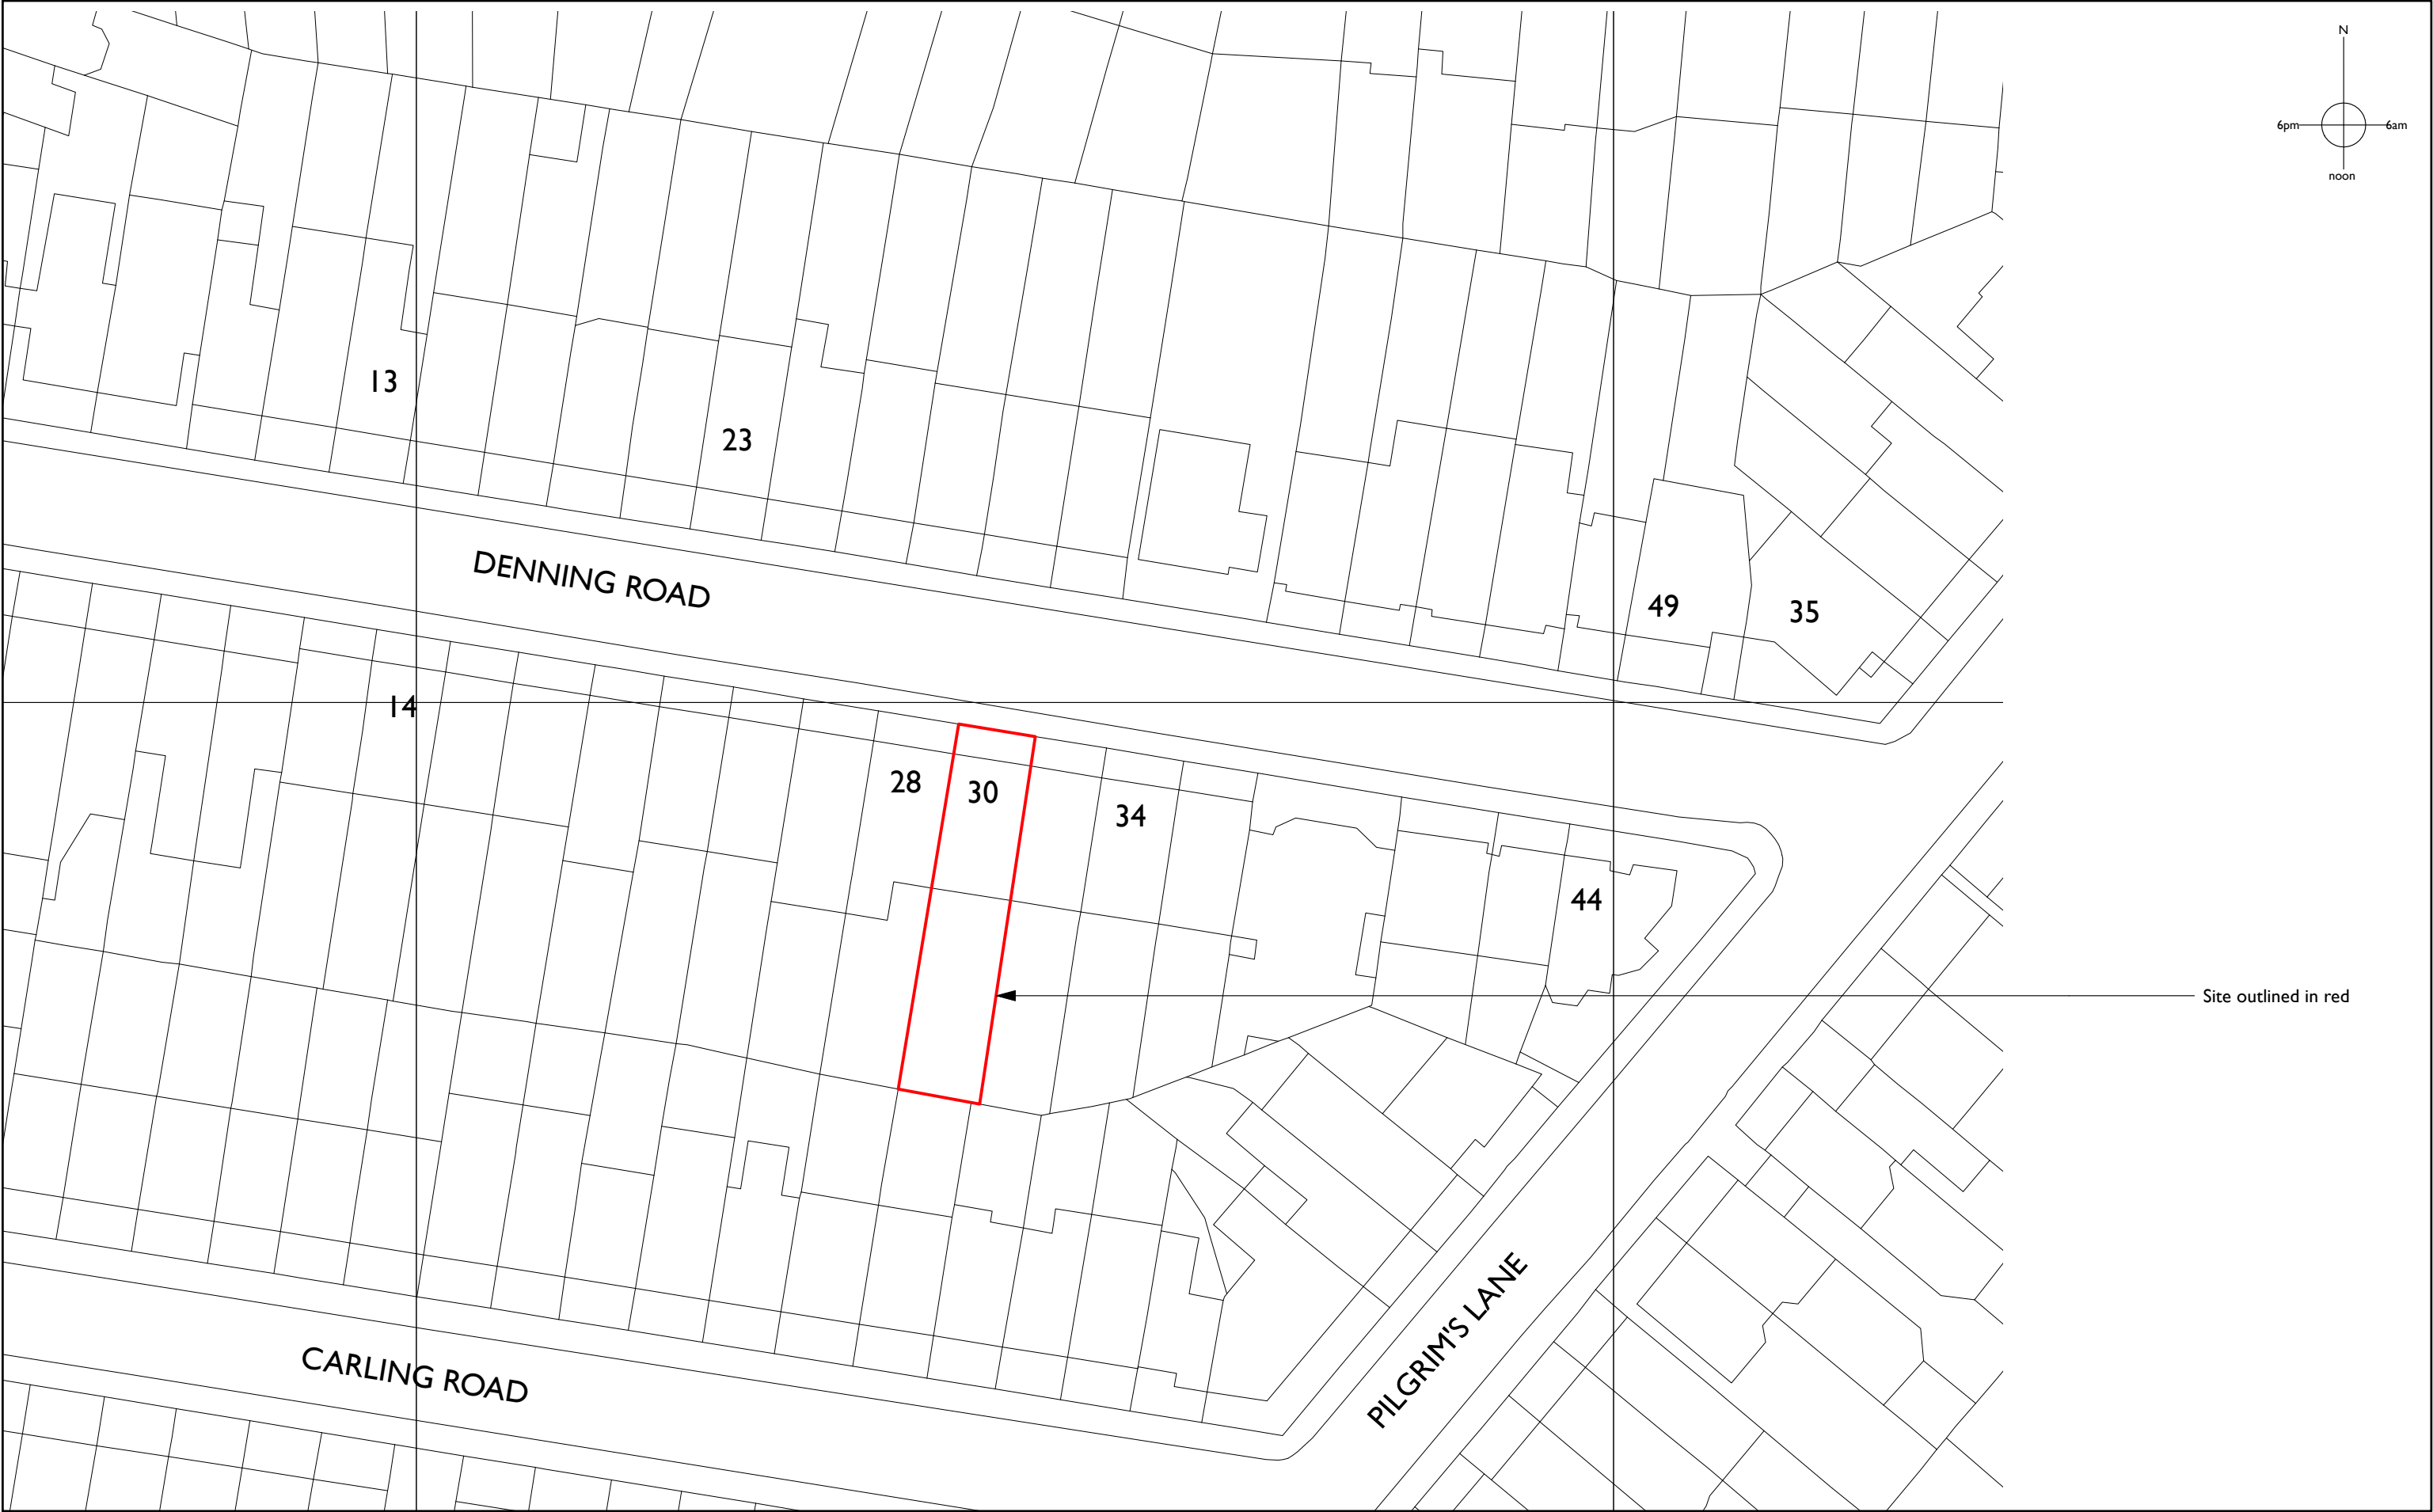 N
6pm
6am
noon
13
23
DENNING ROAD
49
35
14
28
30
34
44
Site outlined in red
PILGRIM'S LANE
CARLING ROAD